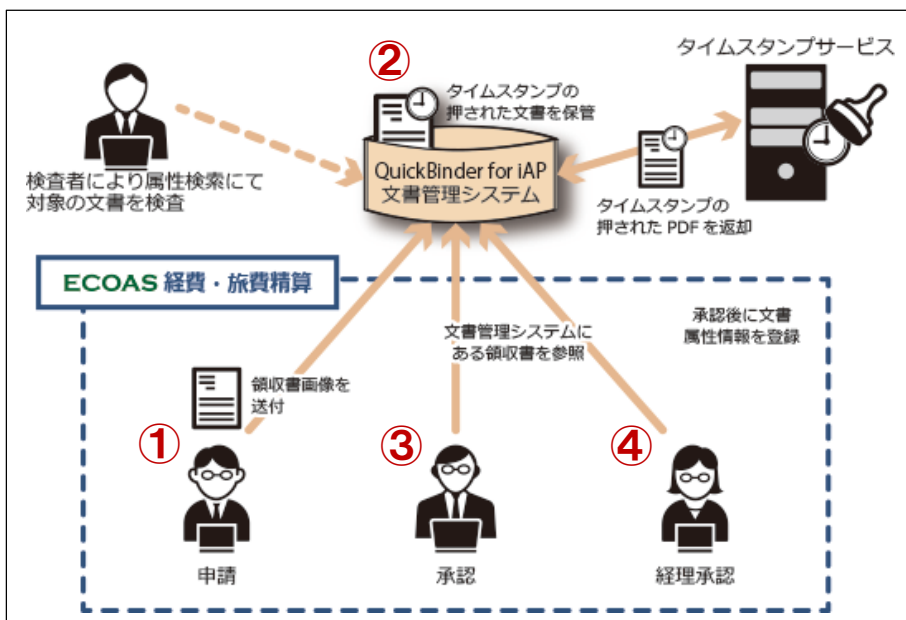 ②
タイムスタンプの
押された文書を保管
タイムスタンプサービス
QuickBinder for iAP
文書管理システム
検査者により属性検索にて
対象の文書を検査
タイムスタンプの
押された PDF を返却
ECOAS 経費・旅費精算
承認後に文書
属性情報を登録
文書管理システムに
ある領収書を参照
領収書画像を
送付
①
③
④
申請
承認
経理承認